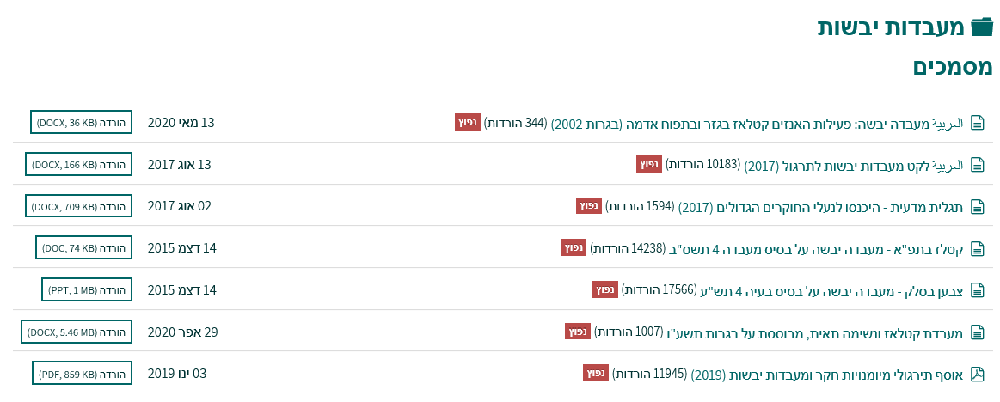 מעבדות יבשות
מסמכים
العربية מעבדה יבשה: פעילות האנזים קטלאז בגזר ובתפוח אדמה (בגרות 2002) (344 הורדות) נפוץ 13 מאי 2020 הורדה (DOCX, 36 KB)
العربية לקט מעבדות יבשות לתרגול (2017) (10183 הורדות) נפוץ 13 אוג 2017 הורדה (DOCX, 166 KB)
תגלית מדעית - היכנסו לנעלי החוקרים הגדולים (2017) (1594 הורדות) נפוץ 02 אוג 2017 הורדה (DOCX, 709 KB)
קטלז בתפ"א - מעבדה יבשה על בסיס מעבדה 4 תשס"ב (14238 הורדות) נפוץ 14 דצמ 2015 הורדה (DOC, 74 KB)
צבען בסלק - מעבדה יבשה על בסיס בעיה 4 תש"ע (17566 הורדות) נפוץ 14 דצמ 2015 הורדה (PPT, 1 MB)
מעבדת קטלאז ונשימה תאית, מבוססת על בגרות תשע"ו (1007 הורדות) נפוץ 29 אפר 2020 הורדה (DOCX, 5.46 MB)
אוסף תירגולי מיומנויות חקר ומעבדות יבשות (2019) (11945 הורדות) נפוץ 03 ינו 2019 הורדה (PDF, 859 KB)